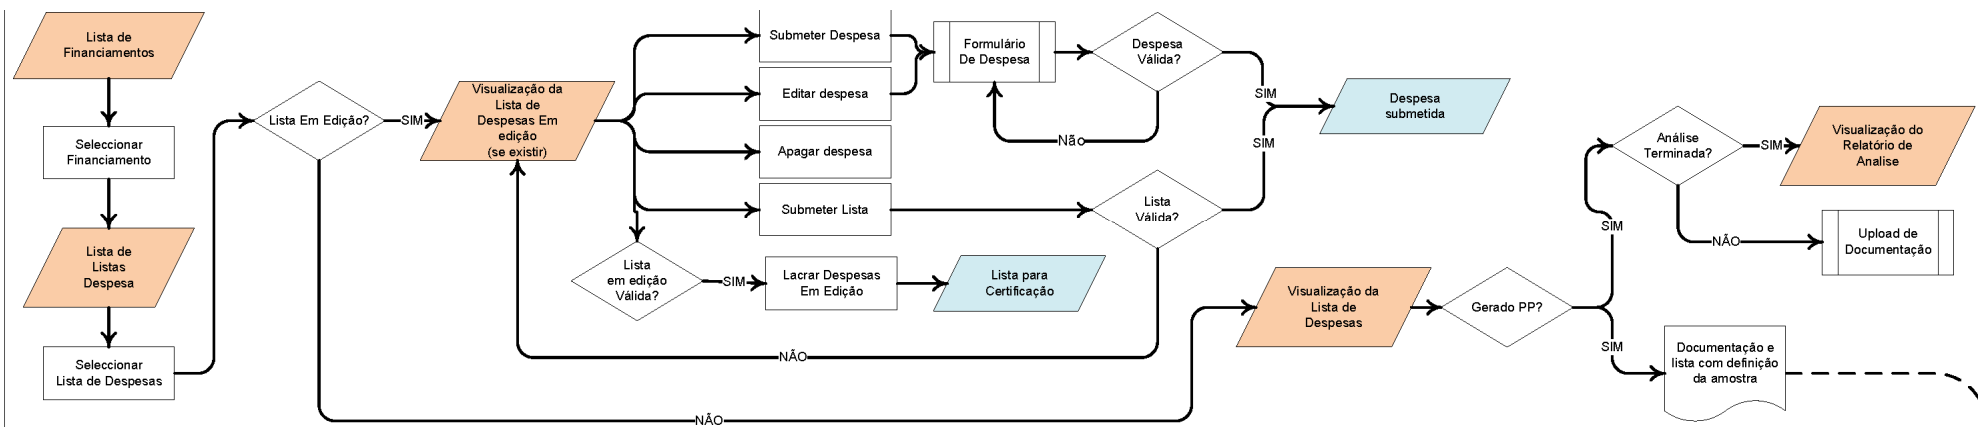 Lista de
Financiamentos
Seleccionar
Financiamento
Lista de
Listas
Despesa
Seleccionar
Lista de Despesas
Lista Em Edição?
SIM
Visualização da
Lista de
Despesas Em
edição
(se existir)
Submeter Despesa
Editar despesa
Apagar despesa
Submeter Lista
Formulário
De Despesa
Despesa
Válida?
Não
SIM
SIM
Despesa
submetida
Lista
Válida?
Lista
em edição
Válida?
SIM
Lacrar Despesas
Em Edição
Lista para
Certificação
NÃO
NÃO
Visualização da
Lista de
Despesas
Gerado PP?
SIM
SIM
Análise
Terminada?
SIM
Visualização do
Relatório de
Analise
NÃO
Upload de
Documentação
Documentação e
lista com definição
da amostra